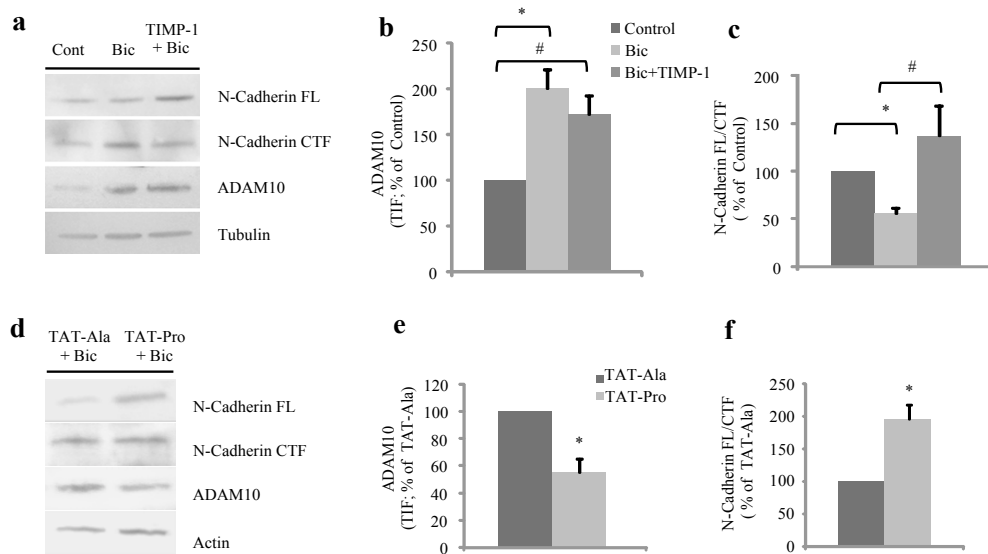 a
Cont Bic TIMP-1
+ Bic
N-Cadherin FL
N-Cadherin CTF
ADAM10
Tubulin
b
ADAM10
(TIF; % of Control)
250
200
150
100
50
0
*
#
Control
Bic
Bic+TIMP-1
c
N-Cadherin FL/CTF
( % of Control)
200
150
100
50
0
*
#
d
TAT-Ala
+ Bic
TAT-Pro
+ Bic
N-Cadherin FL
N-Cadherin CTF
ADAM10
Actin
e
ADAM10
(TIF; % of TAT-Ala)
120
100
80
60
40
20
0
*
TAT-Ala
TAT-Pro
f
N-Cadherin FL/CTF
( % of TAT-Ala)
250
200
150
100
50
0
*